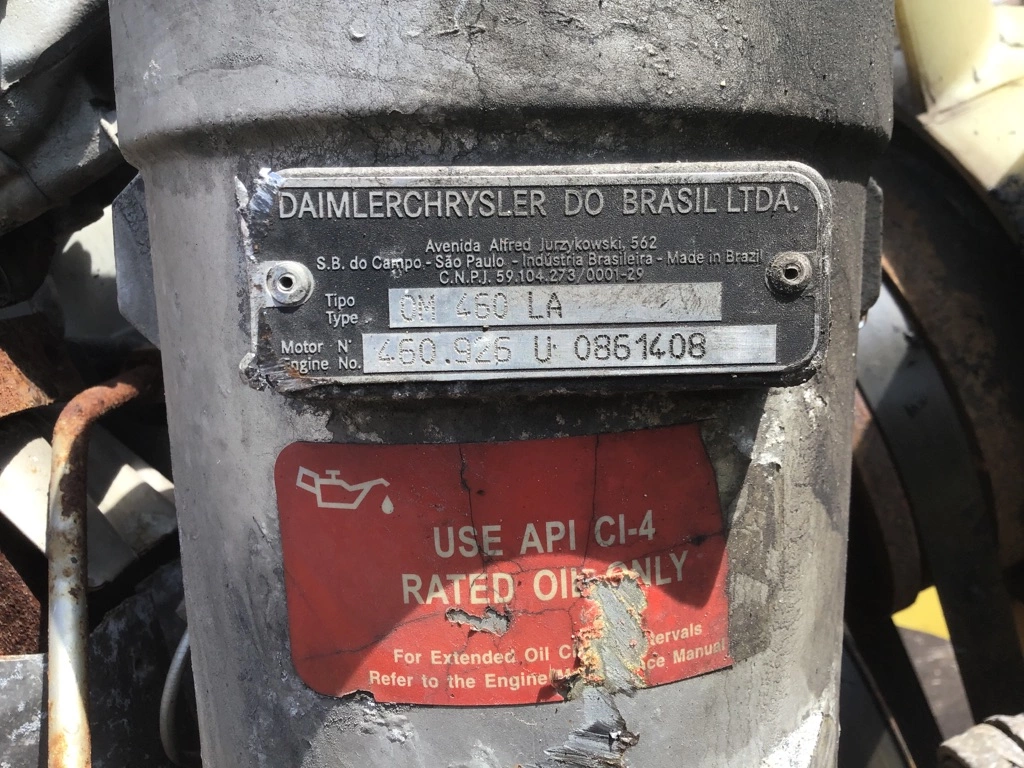 DAIMLERCHRYSLER DO BRASIL LTDA.
Avenida Alfred Jurzykowski, 562
S.B. do Campo - São Paulo - Indústria Brasileira - Made in Brazil
C.N.P.J. 59.104.273/0001-29
Tipo
Type
OM 460 LA
Motor N°
Engine No.
460.926 U 0861408
USE API CI-4
RATED OIL ONLY
For Extended Oil
Refer to the Engine Manual